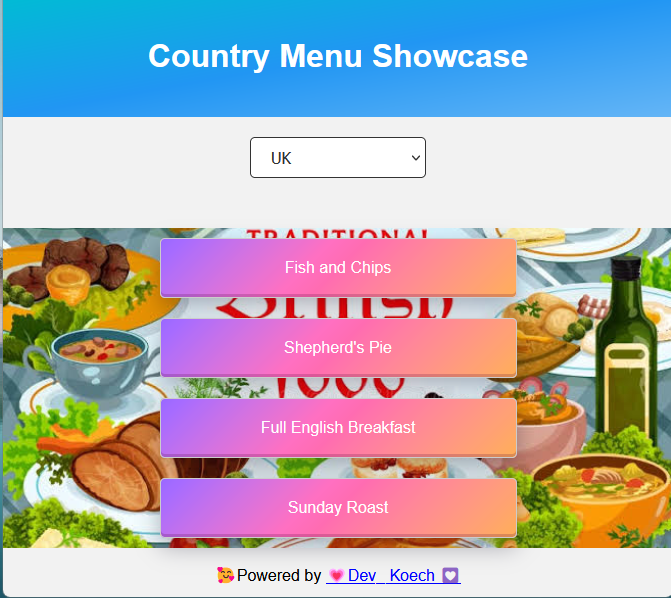 Country Menu Showcase
UK
TRADITIONAL
Fish and Chips
British
Shepherd's Pie
FOOD
Full English Breakfast
Sunday Roast
🥰Powered by 💗Dev_ Koech 💟